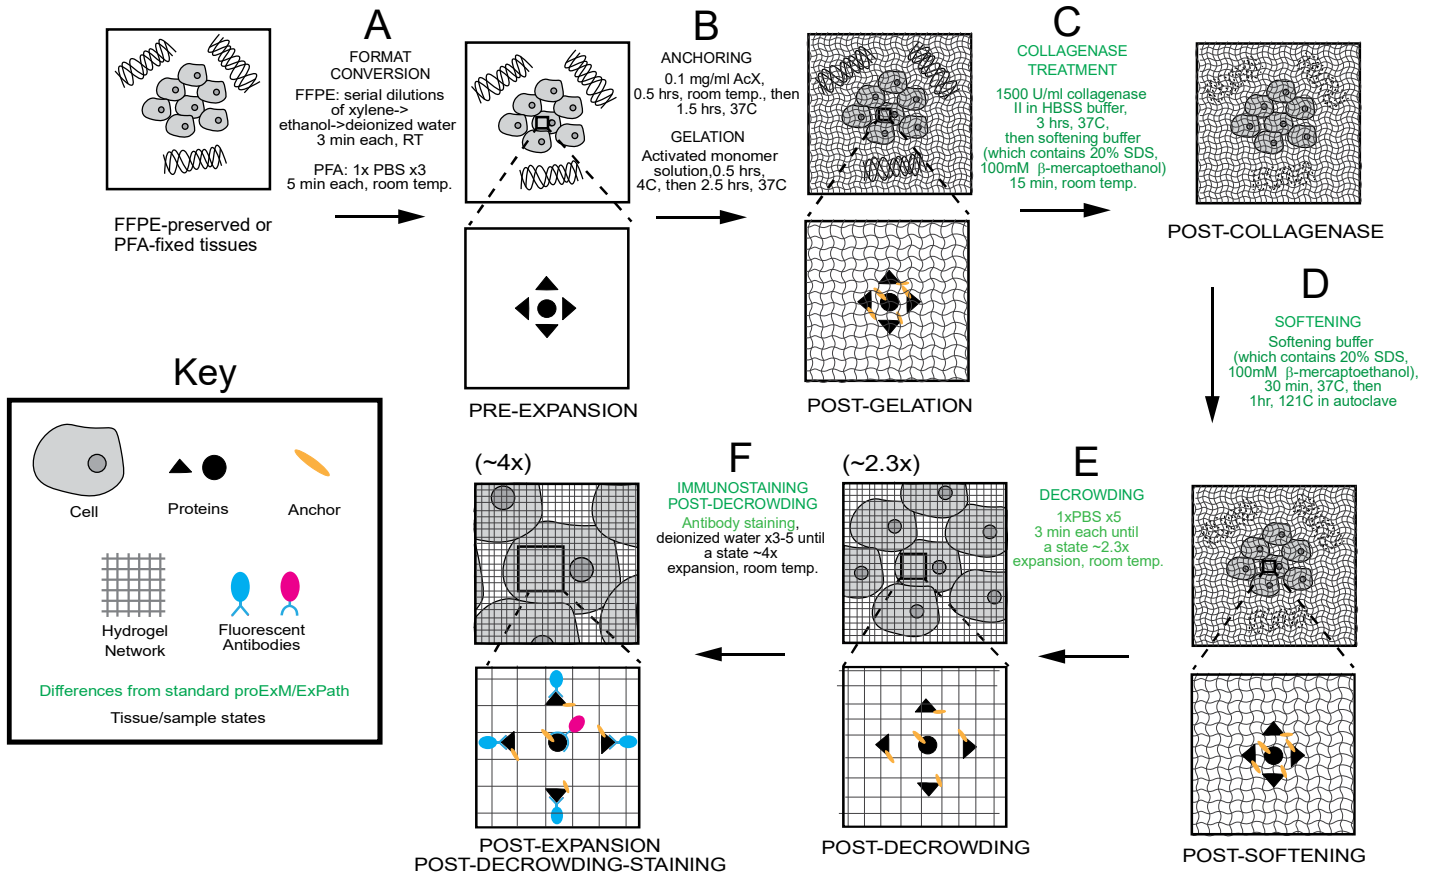 A
FORMAT
CONVERSION
FFPE: serial dilutions
of xylene->
ethanol->deionized water
3 min each, RT
PFA: 1x PBS x3
5 min each, room temp.
FFPE-preserved or
PFA-fixed tissues
PRE-EXPANSION
B
ANCHORING
0.1 mg/ml AcX,
0.5 hrs, room temp., then
1.5 hrs, 37C
GELATION
Activated monomer
solution,0.5 hrs,
4C, then 2.5 hrs, 37C
POST-GELATION
C
COLLAGENASE
TREATMENT
1500 U/ml collagenase
II in HBSS buffer,
3 hrs, 37C,
then softening buffer
(which contains 20% SDS,
100mM β-mercaptoethanol)
15 min, room temp.
POST-COLLAGENASE
D
SOFTENING
Softening buffer
(which contains 20% SDS,
100mM β-mercaptoethanol),
30 min, 37C, then
1hr, 121C in autoclave
POST-SOFTENING
E
DECROWDING
1xPBS x5
3 min each until
a state ~2.3x
expansion, room temp.
(~2.3x)
POST-DECROWDING
F
IMMUNOSTAINING
POST-DECROWDING
Antibody staining,
deionized water x3-5 until
a state ~4x
expansion, room temp.
(~4x)
POST-EXPANSION
POST-DECROWDING-STAINING
Key
Cell
Proteins
Anchor
Hydrogel
Network
Fluorescent
Antibodies
Differences from standard proExM/ExPath
Tissue/sample states